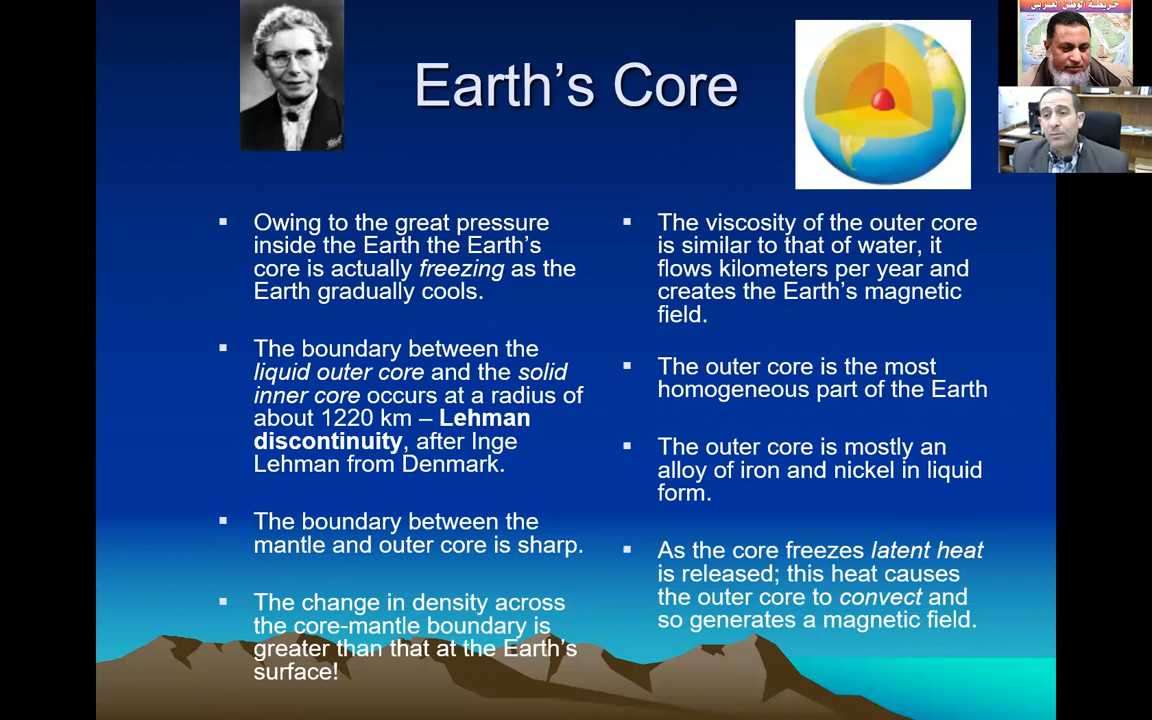 خريطة الوطن العربي
Earth's Core
Owing to the great pressure
inside the Earth the Earth's
core is actually freezing as the
Earth gradually cools.
The boundary between the
liquid outer core and the solid
inner core occurs at a radius of
about 1220 km – Lehman
discontinuity, after Inge
Lehman from Denmark.
The boundary between the
mantle and outer core is sharp.
The change in density across
the core-mantle boundary is
greater than that at the Earth's
surface!
The viscosity of the outer core
is similar to that of water, it
flows kilometers per year and
creates the Earth's magnetic
field.
The outer core is the most
homogeneous part of the Earth
The outer core is mostly an
alloy of iron and nickel in liquid
form.
As the core freezes latent heat
is released; this heat causes
the outer core to convect and
so generates a magnetic field.